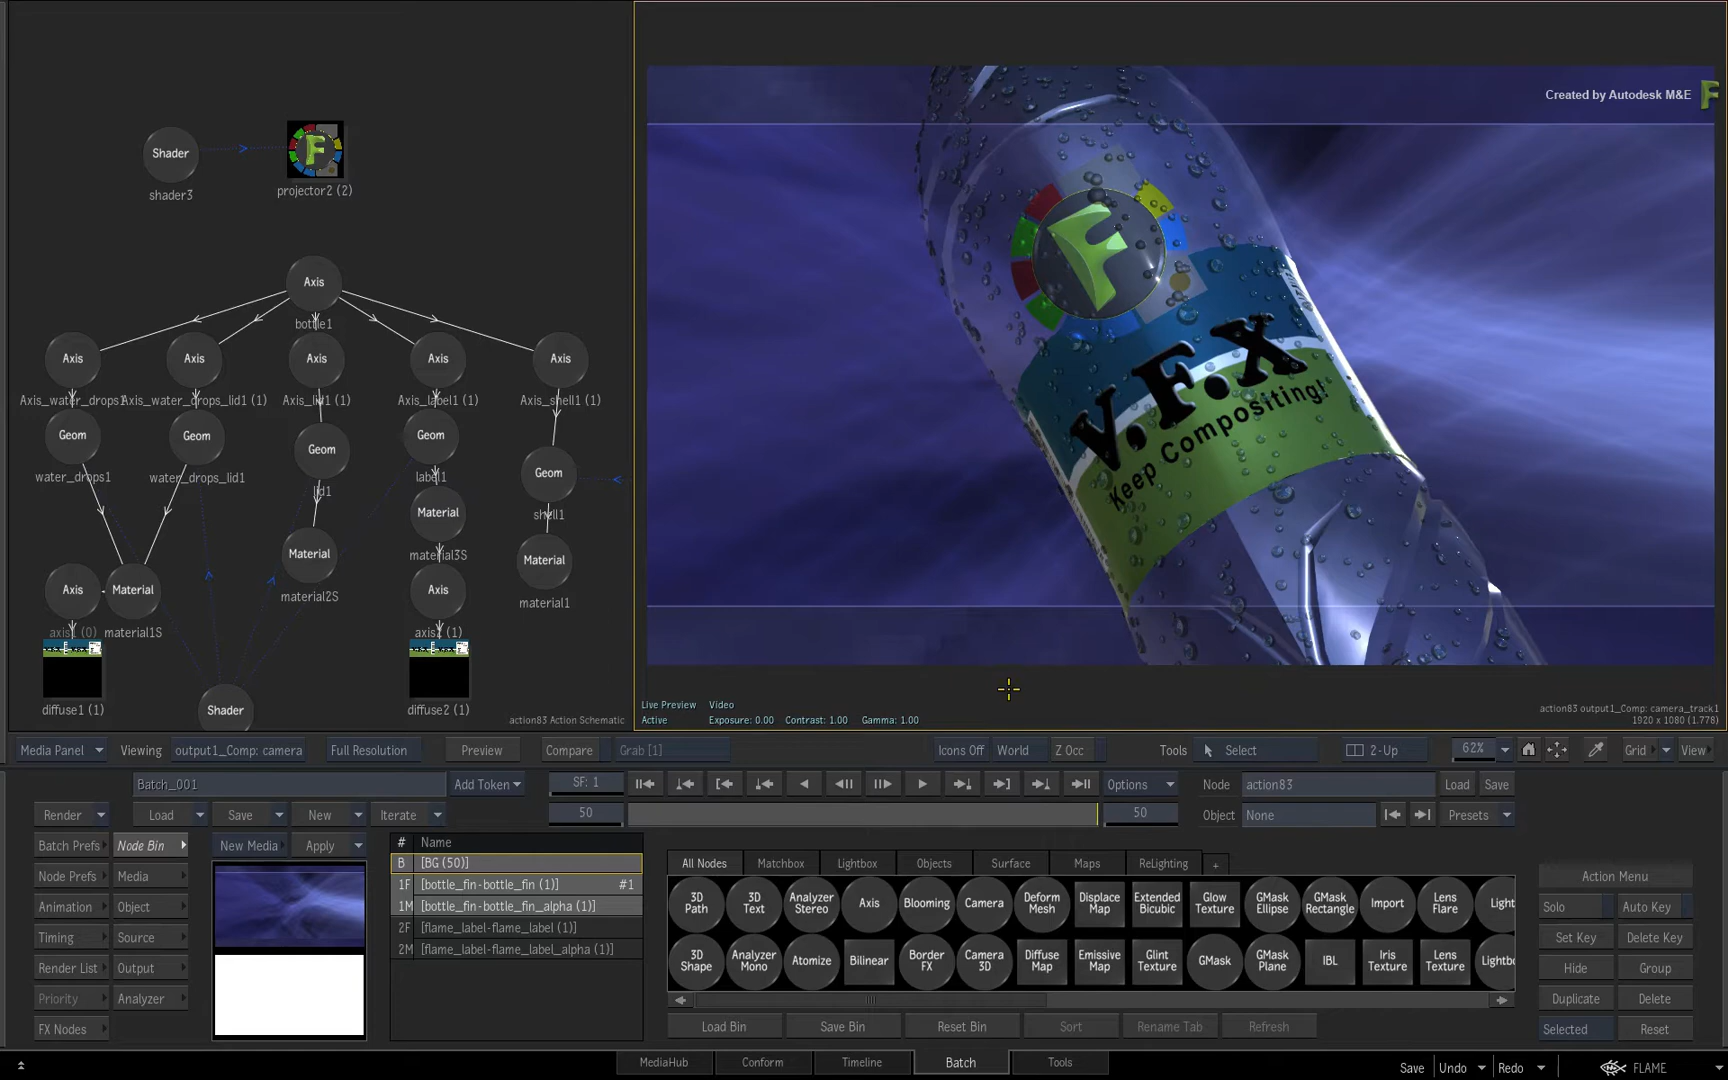 Shader
shader3
projector2 (2)
Axis
bottle1
Axis
Axis
Axis
Axis
Axis
Axis_water_drops1
Axis_water_drops_lid1 (1)
Axis_lid1 (1)
Axis_label1 (1)
Axis_shell1 (1)
Geom
Geom
Geom
Geom
Geom
water_drops1
water_drops_lid1
lid1
label1
shell1
Material
material3S
Material
material2S
Material
material1
Axis
Material
Axis
axis1 (0)
material1S
axis2 (1)
diffuse1 (1)
diffuse2 (1)
Shader
action83 Action Schematic
Created by Autodesk M&E
F
F
V.F.X
Keep Compositing!
Live Preview Video
Active Exposure: 0.00 Contrast: 1.00 Gamma: 1.00
action83 output1_Comp: camera_track1
1920 x 1080 (1.778)
Media Panel Viewing output1_Comp: camera Full Resolution Preview Compare Grab [1] Icons Off World Z Occ Tools Select 2-Up 62% Grid View
Batch_001 Add Token SF: 1 Options Node action83 Load Save
Render Load Save New Iterate 50 50 Object None Presets
Batch Prefs Node Bin New Media Apply
Node Prefs Media
Animation Object
Timing Source
Render List Output
Priority Analyzer
FX Nodes
# Name
B [BG (50)]
1F [bottle_fin-bottle_fin (1)] #1
1M [bottle_fin-bottle_fin_alpha (1)]
2F [flame_label-flame_label (1)]
2M [flame_label-flame_label_alpha (1)]
All Nodes Matchbox Lightbox Objects Surface Maps ReLighting +
3D Path 3D Text Analyzer Stereo Axis Blooming Camera Deform Mesh Displace Map Extended Bicubic Glow Texture GMask Ellipse GMask Rectangle Import Lens Flare Light
3D Shape Analyzer Mono Atomize Bilinear Border FX Camera 3D Diffuse Map Emissive Map Glint Texture GMask GMask Plane IBL Iris Texture Lens Texture Lightbo
Load Bin Save Bin Reset Bin Sort Rename Tab Refresh
Action Menu
Solo Auto Key
Set Key Delete Key
Hide Group
Duplicate Delete
Selected Reset
MediaHub Conform Timeline Batch Tools
Save Undo Redo FLAME